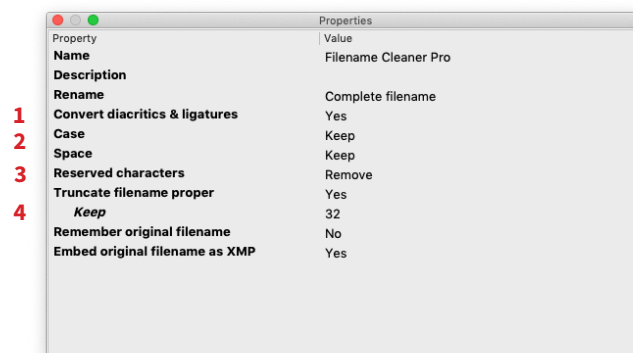 Properties
Property Value
Name Filename Cleaner Pro
Description
Rename Complete filename
1 Convert diacritics & ligatures Yes
2 Case Keep
Space Keep
3 Reserved characters Remove
Truncate filename proper Yes
4 Keep 32
Remember original filename No
Embed original filename as XMP Yes